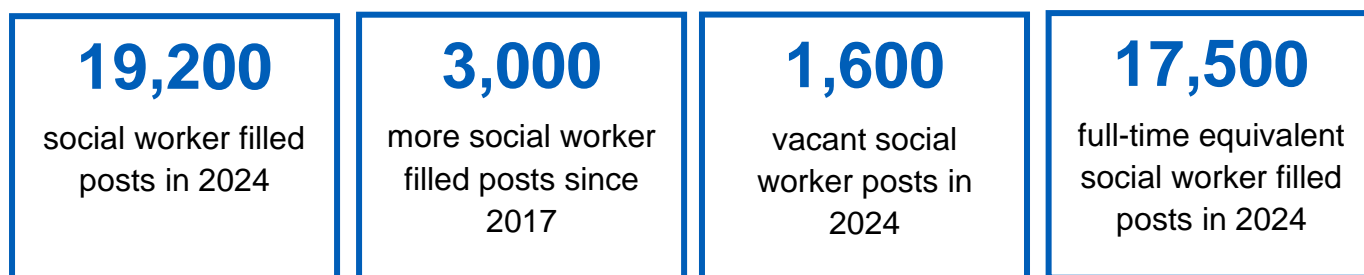 19,200
social worker filled
posts in 2024
3,000
more social worker
filled posts since
2017
1,600
vacant social
worker posts in
2024
17,500
full-time equivalent
social worker filled
posts in 2024